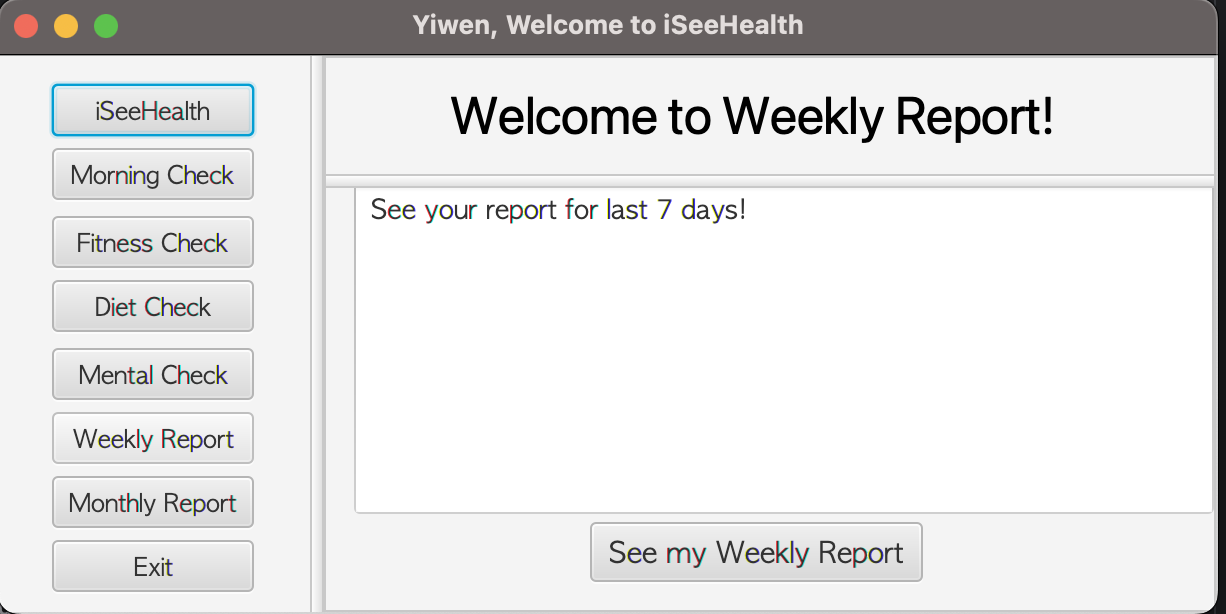 Yiwen, Welcome to iSeeHealth
iSeeHealth
Morning Check
Fitness Check
Diet Check
Mental Check
Weekly Report
Monthly Report
Exit
Welcome to Weekly Report!
See your report for last 7 days!
See my Weekly Report